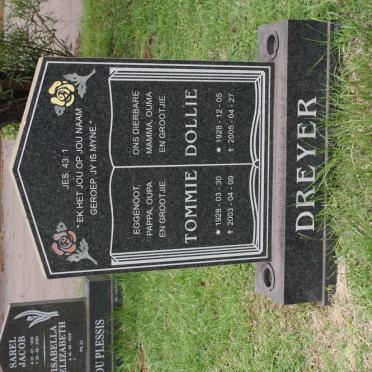 JES. 43:1
"EK HET JOU OP JOU NAAM
GEROEP, JY IS MYNE."
EGGENOOT,
PAPPA, OUPA
EN GROOTJIE.
TOMMIE
* 1928 - 03 - 30
✝ 2003 - 04 - 09
ONS DIERBARE
MAMMA, OUMA
EN GROOTJIE.
DOLLIE
* 1928 - 12 - 05
✝ 2005 - 04 - 27
DREYER
SAREL
JACOB
ISABELLA
ELIZABETH
DU PLESSIS